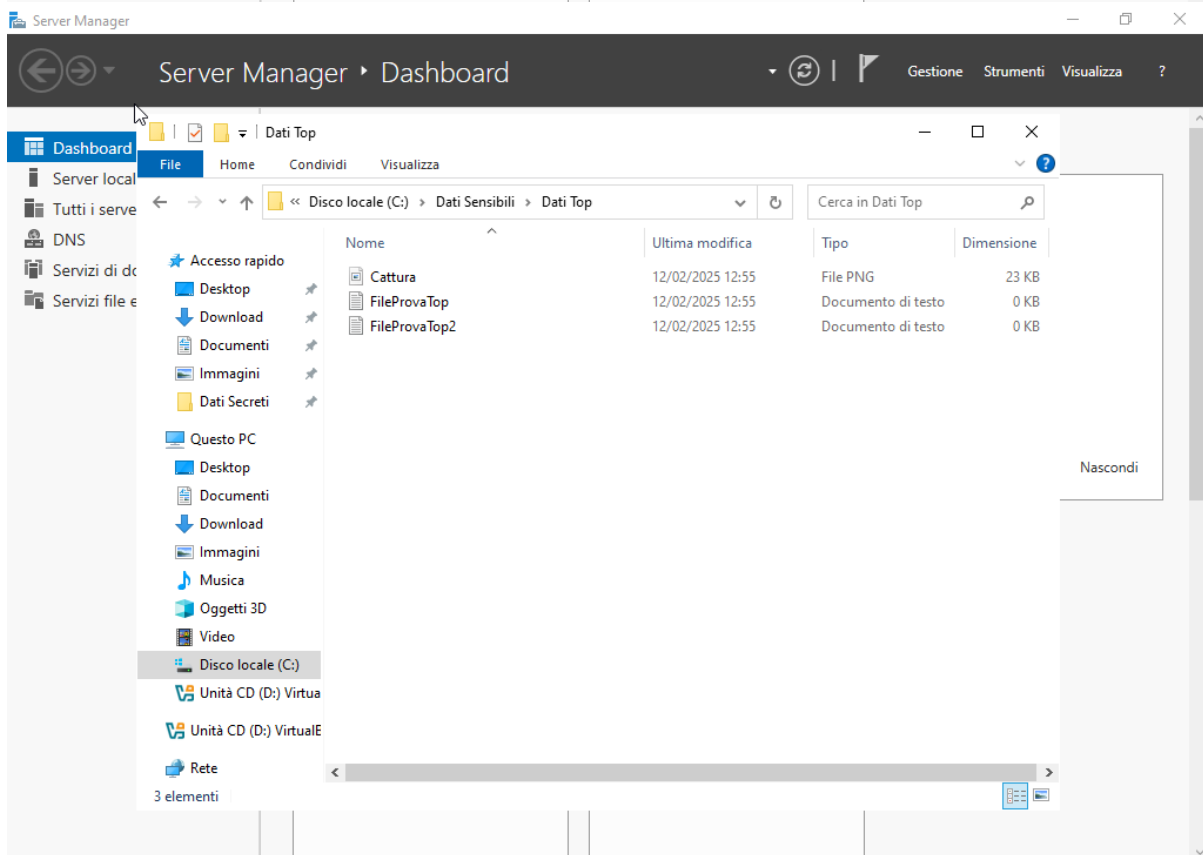 Server Manager
Server Manager ‣ Dashboard
Gestione Strumenti Visualizza ?
Dashboard
Server local
Tutti i serve
DNS
Servizi di do
Servizi file e
Dati Top
File Home Condividi Visualizza ?
« Disco locale (C:) › Dati Sensibili › Dati Top
Cerca in Dati Top
Accesso rapido
Desktop
Download
Documenti
Immagini
Dati Secreti
Questo PC
Desktop
Documenti
Download
Immagini
Musica
Oggetti 3D
Video
Disco locale (C:)
Unità CD (D:) Virtua
Unità CD (D:) VirtualE
Rete
Nome Ultima modifica Tipo Dimensione
Cattura 12/02/2025 12:55 File PNG 23 KB
FileProvaTop 12/02/2025 12:55 Documento di testo 0 KB
FileProvaTop2 12/02/2025 12:55 Documento di testo 0 KB
3 elementi
Nascondi